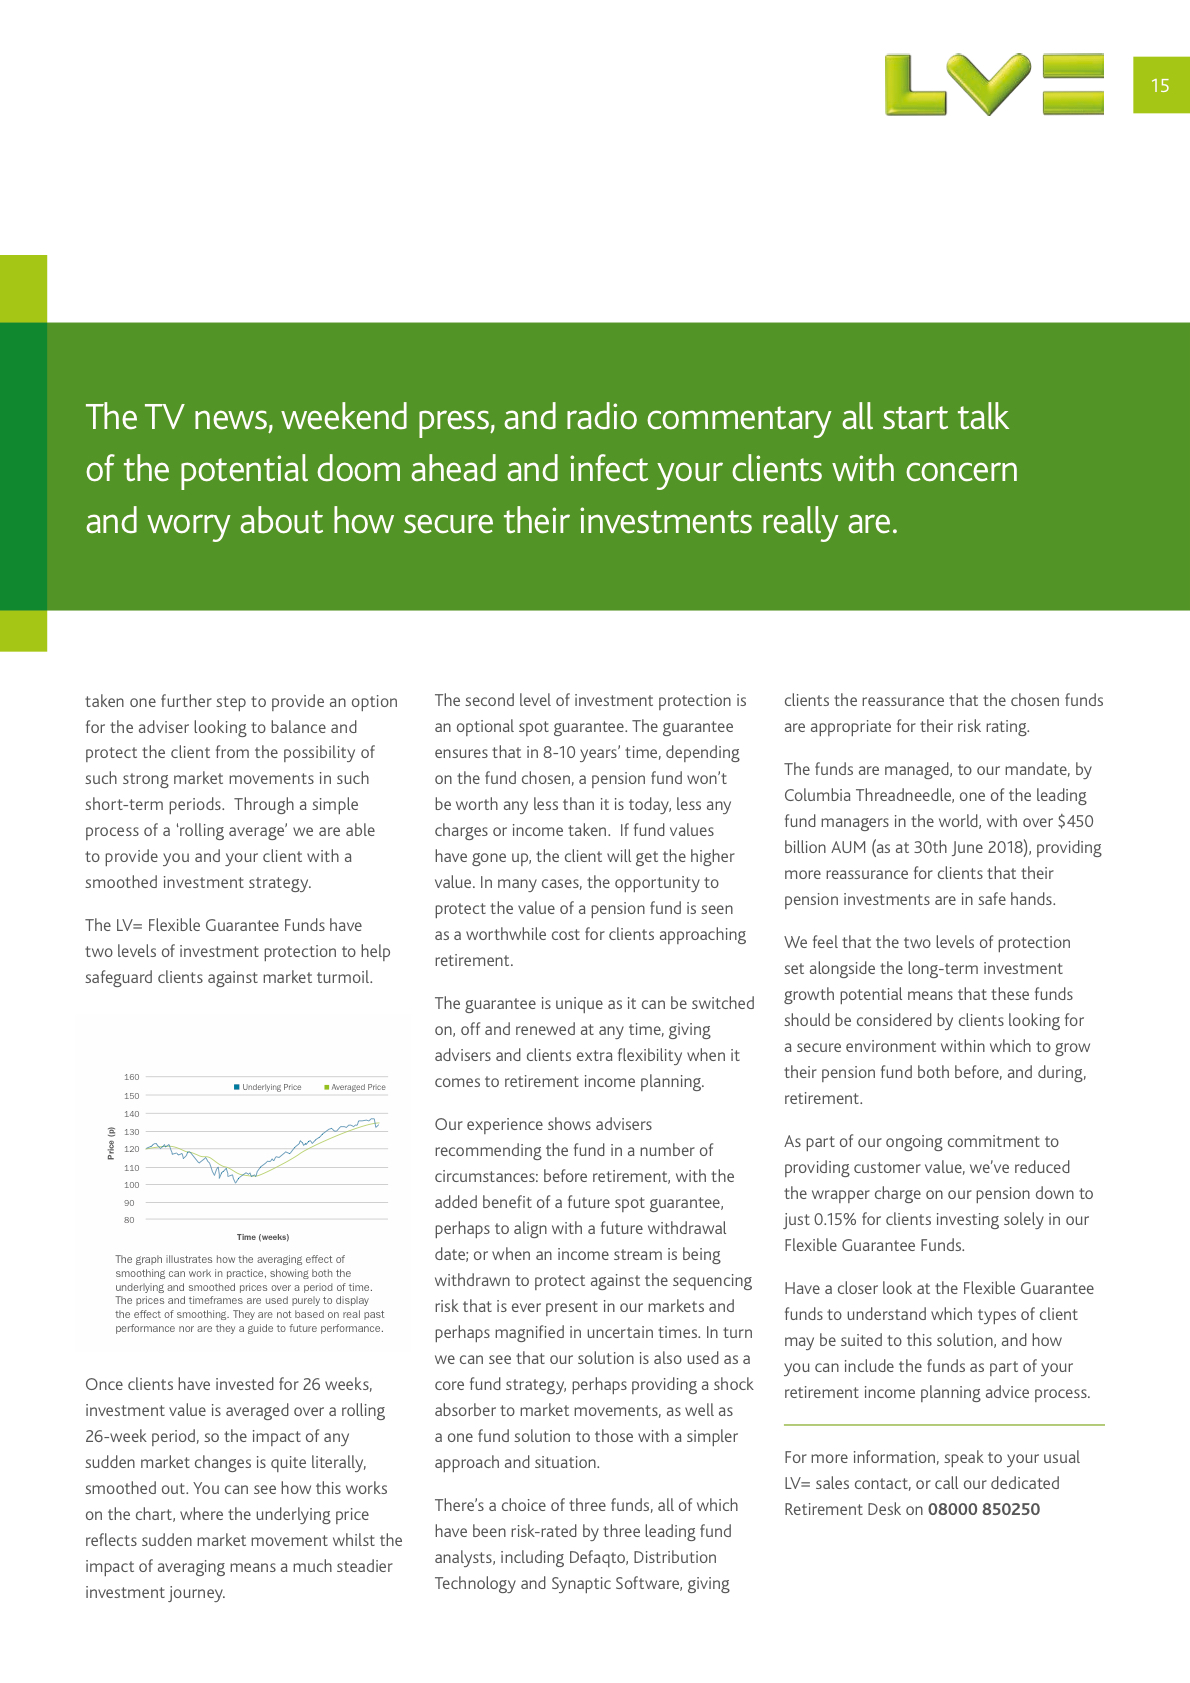 LV=
15
The TV news, weekend press, and radio commentary all start talk
of the potential doom ahead and infect your clients with concern
and worry about how secure their investments really are.
taken one further step to provide an option
for the adviser looking to balance and
protect the client from the possibility of
such strong market movements in such
short-term periods.  Through a simple
process of a ‘rolling average’ we are able
to provide you and your client with a
smoothed investment strategy.
The LV= Flexible Guarantee Funds have
two levels of investment protection to help
safeguard clients against market turmoil.
160
150
140
130
120
110
100
90
80
Price (p)
Underlying Price
Averaged Price
Time (weeks)
The graph illustrates how the averaging effect of
smoothing can work in practice, showing both the
underlying and smoothed prices over a period of time.
The prices and timeframes are used purely to display
the effect of smoothing. They are not based on real past
performance nor are they a guide to future performance.
Once clients have invested for 26 weeks,
investment value is averaged over a rolling
26-week period, so the impact of any
sudden market changes is quite literally,
smoothed out. You can see how this works
on the chart, where the underlying price
reflects sudden market movement whilst the
impact of averaging means a much steadier
investment journey.
The second level of investment protection is
an optional spot guarantee. The guarantee
ensures that in 8-10 years’ time, depending
on the fund chosen, a pension fund won’t
be worth any less than it is today, less any
charges or income taken.  If fund values
have gone up, the client will get the higher
value. In many cases, the opportunity to
protect the value of a pension fund is seen
as a worthwhile cost for clients approaching
retirement.
The guarantee is unique as it can be switched
on, off and renewed at any time, giving
advisers and clients extra flexibility when it
comes to retirement income planning.
Our experience shows advisers
recommending the fund in a number of
circumstances: before retirement, with the
added benefit of a future spot guarantee,
perhaps to align with a future withdrawal
date; or when an income stream is being
withdrawn to protect against the sequencing
risk that is ever present in our markets and
perhaps magnified in uncertain times. In turn
we can see that our solution is also used as a
core fund strategy, perhaps providing a shock
absorber to market movements, as well as
a one fund solution to those with a simpler
approach and situation.
There’s a choice of three funds, all of which
have been risk-rated by three leading fund
analysts, including Defaqto, Distribution
Technology and Synaptic Software, giving
clients the reassurance that the chosen funds
are appropriate for their risk rating.
The funds are managed, to our mandate, by
Columbia Threadneedle, one of the leading
fund managers in the world, with over $450
billion AUM (as at 30th June 2018), providing
more reassurance for clients that their
pension investments are in safe hands.
We feel that the two levels of protection
set alongside the long-term investment
growth potential means that these funds
should be considered by clients looking for
a secure environment within which to grow
their pension fund both before, and during,
retirement.
As part of our ongoing commitment to
providing customer value, we’ve reduced
the wrapper charge on our pension down to
just 0.15% for clients investing solely in our
Flexible Guarantee Funds.
Have a closer look at the Flexible Guarantee
funds to understand which types of client
may be suited to this solution, and how
you can include the funds as part of your
retirement income planning advice process.
For more information, speak to your usual
LV= sales contact, or call our dedicated
Retirement Desk on 08000 850250